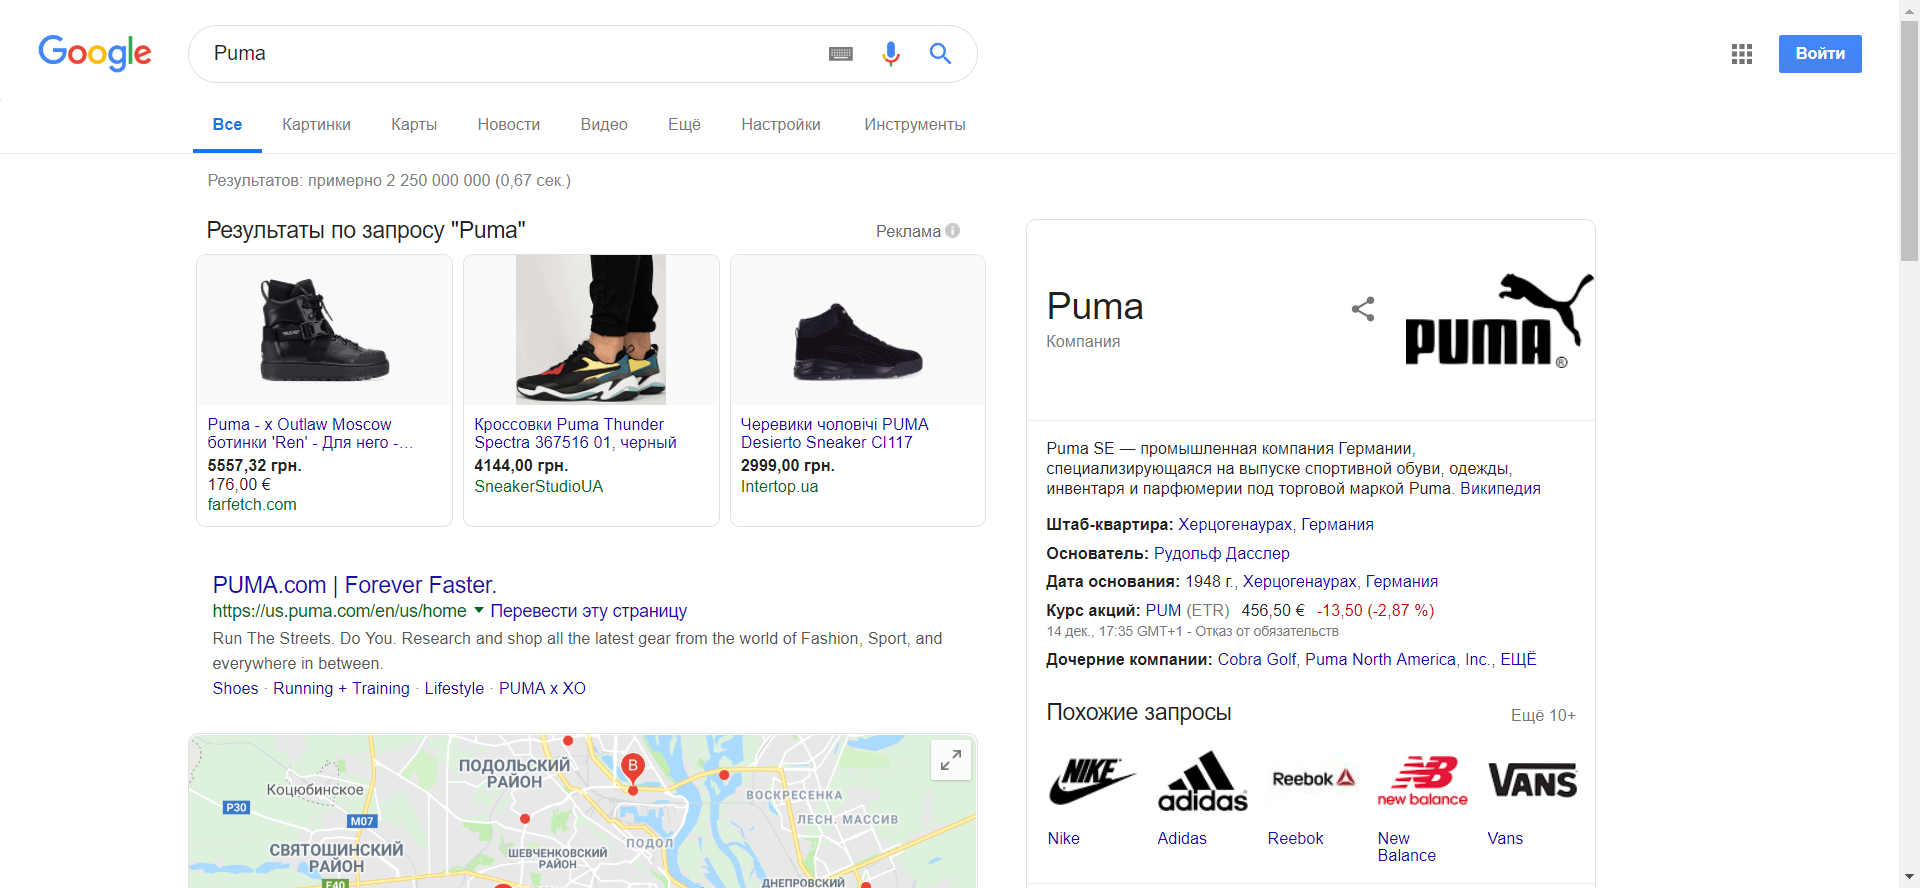 Google
Puma
Войти
Все
Картинки
Карты
Новости
Видео
Ещё
Настройки
Инструменты
Результатов: примерно 2 250 000 000 (0,67 сек.)
Результаты по запросу "Puma"
Реклама
Puma - x Outlaw Moscow
ботинки 'Ren' - Для него -...
5557,32 грн.
176,00 €
farfetch.com
Кроссовки Puma Thunder
Spectra 367516 01, черный
4144,00 грн.
SneakerStudioUA
Черевики чоловічі PUMA
Desierto Sneaker CI117
2999,00 грн.
Intertop.ua
PUMA.com | Forever Faster.
https://us.puma.com/en/us/home Перевести эту страницу
Run The Streets. Do You. Research and shop all the latest gear from the world of Fashion, Sport, and
everywhere in between.
Shoes · Running + Training · Lifestyle · PUMA x XO
ПОДОЛЬСКИЙ
РАЙОН
B
Коцюбинское
ВОСКРЕСЕНКА
P30
M07
ЛЕСН. МАССИВ
СВЯТОШИНСКИЙ
РАЙОН
ПОДОЛ
ШЕВЧЕНКОВСКИЙ
РАЙОН
E40
ДНЕПРОВСКИЙ
Puma
Компания
PUMA®
Puma SE — промышленная компания Германии,
специализирующаяся на выпуске спортивной обуви, одежды,
инвентаря и парфюмерии под торговой маркой Puma. Википедия
Штаб-квартира: Херцогенаурах, Германия
Основатель: Рудольф Дасслер
Дата основания: 1948 г., Херцогенаурах, Германия
Курс акций: PUM (ETR) 456,50 € -13,50 (-2,87 %)
14 дек., 17:35 GMT+1 - Отказ от обязательств
Дочерние компании: Cobra Golf, Puma North America, Inc., ЕЩЁ
Похожие запросы
Ещё 10+
NIKE
adidas
Reebok
NB
new balance
VANS
Nike
Adidas
Reebok
New
Balance
Vans